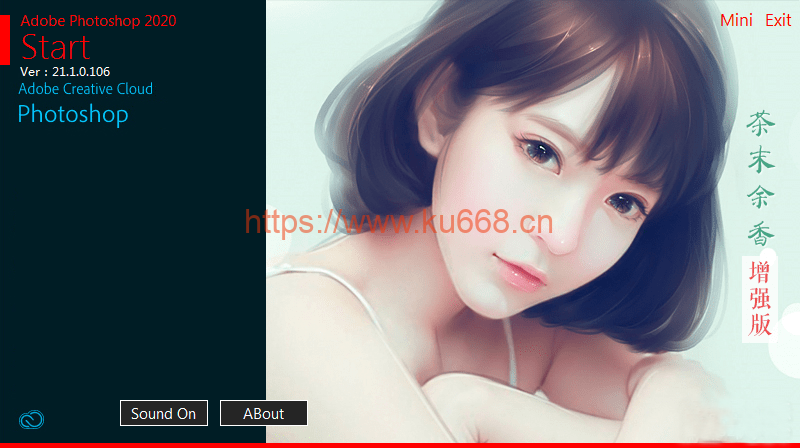 Adobe Photoshop 2020
Start
Ver : 21.1.0.106
Adobe Creative Cloud
Photoshop
Mini Exit
茶末余香
增强版
https://www.ku668.cn
Sound On ABout